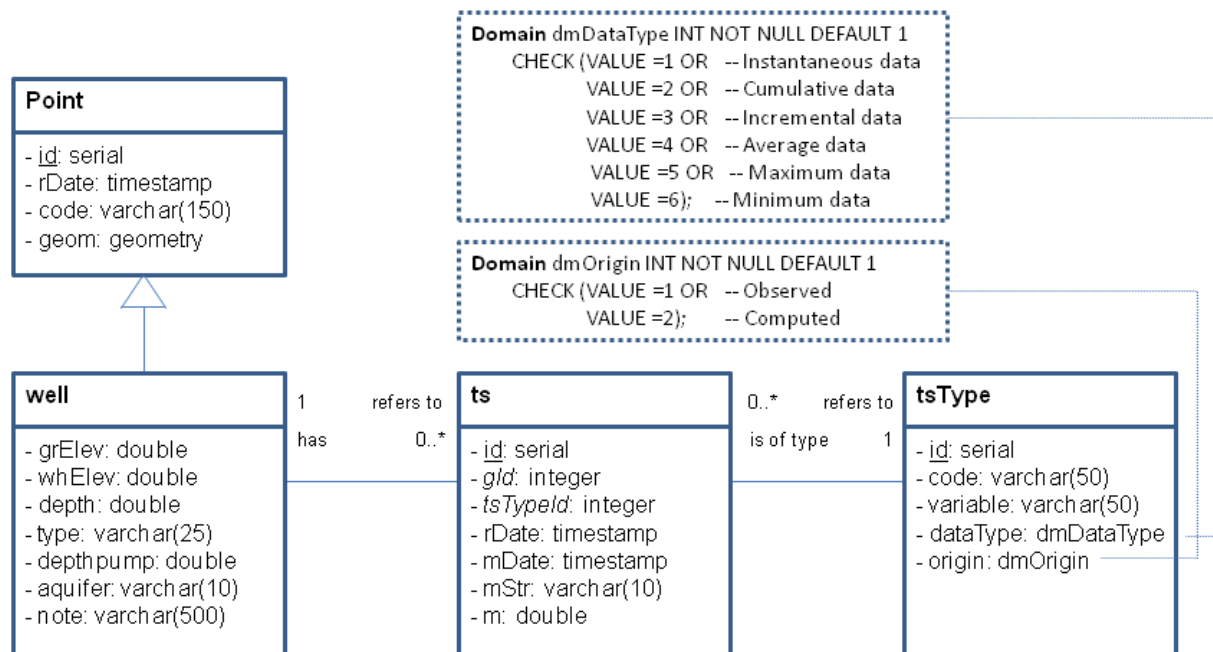 Domain dmDataType INT NOT NULL DEFAULT 1
CHECK (VALUE =1 OR -- Instantaneous data
VALUE =2 OR -- Cumulative data
VALUE =3 OR -- Incremental data
VALUE =4 OR -- Average data
VALUE =5 OR -- Maximum data
VALUE =6); -- Minimum data
Point
- id: serial
- rDate: timestamp
- code: varchar(150)
- geom: geometry
Domain dmOrigin INT NOT NULL DEFAULT 1
CHECK (VALUE =1 OR -- Observed
VALUE =2); -- Computed
well
- grElev: double
- whElev: double
- depth: double
- type: varchar(25)
- depthpump: double
- aquifer: varchar(10)
- note: varchar(500)
1 refers to
has 0..*
ts
- id: serial
- gId: integer
- tsTypeId: integer
- rDate: timestamp
- mDate: timestamp
- mStr: varchar(10)
- m: double
0..* refers to
is of type 1
tsType
- id: serial
- code: varchar(50)
- variable: varchar(50)
- dataType: dmDataType
- origin: dmOrigin